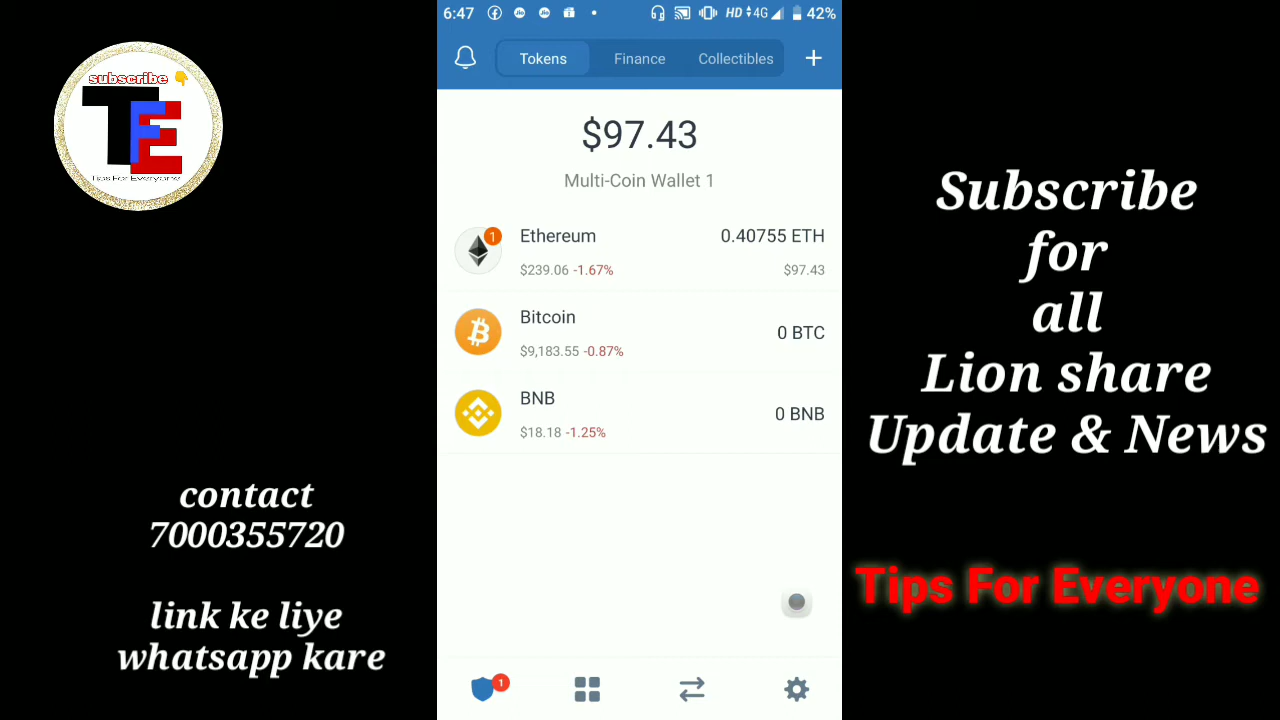 subscribe
TFE
Tips For Everyone
contact
7000355720
link ke liye
whatsapp kare
6:47 HD 4G 42%
Tokens Finance Collectibles
$97.43
Multi-Coin Wallet 1
1
Ethereum 0.40755 ETH
$239.06 -1.67% $97.43
Bitcoin
0 BTC
$9,183.55 -0.87%
BNB
0 BNB
$18.18 -1.25%
1
Subscribe
for
all
Lion share
Update & News
Tips For Everyone